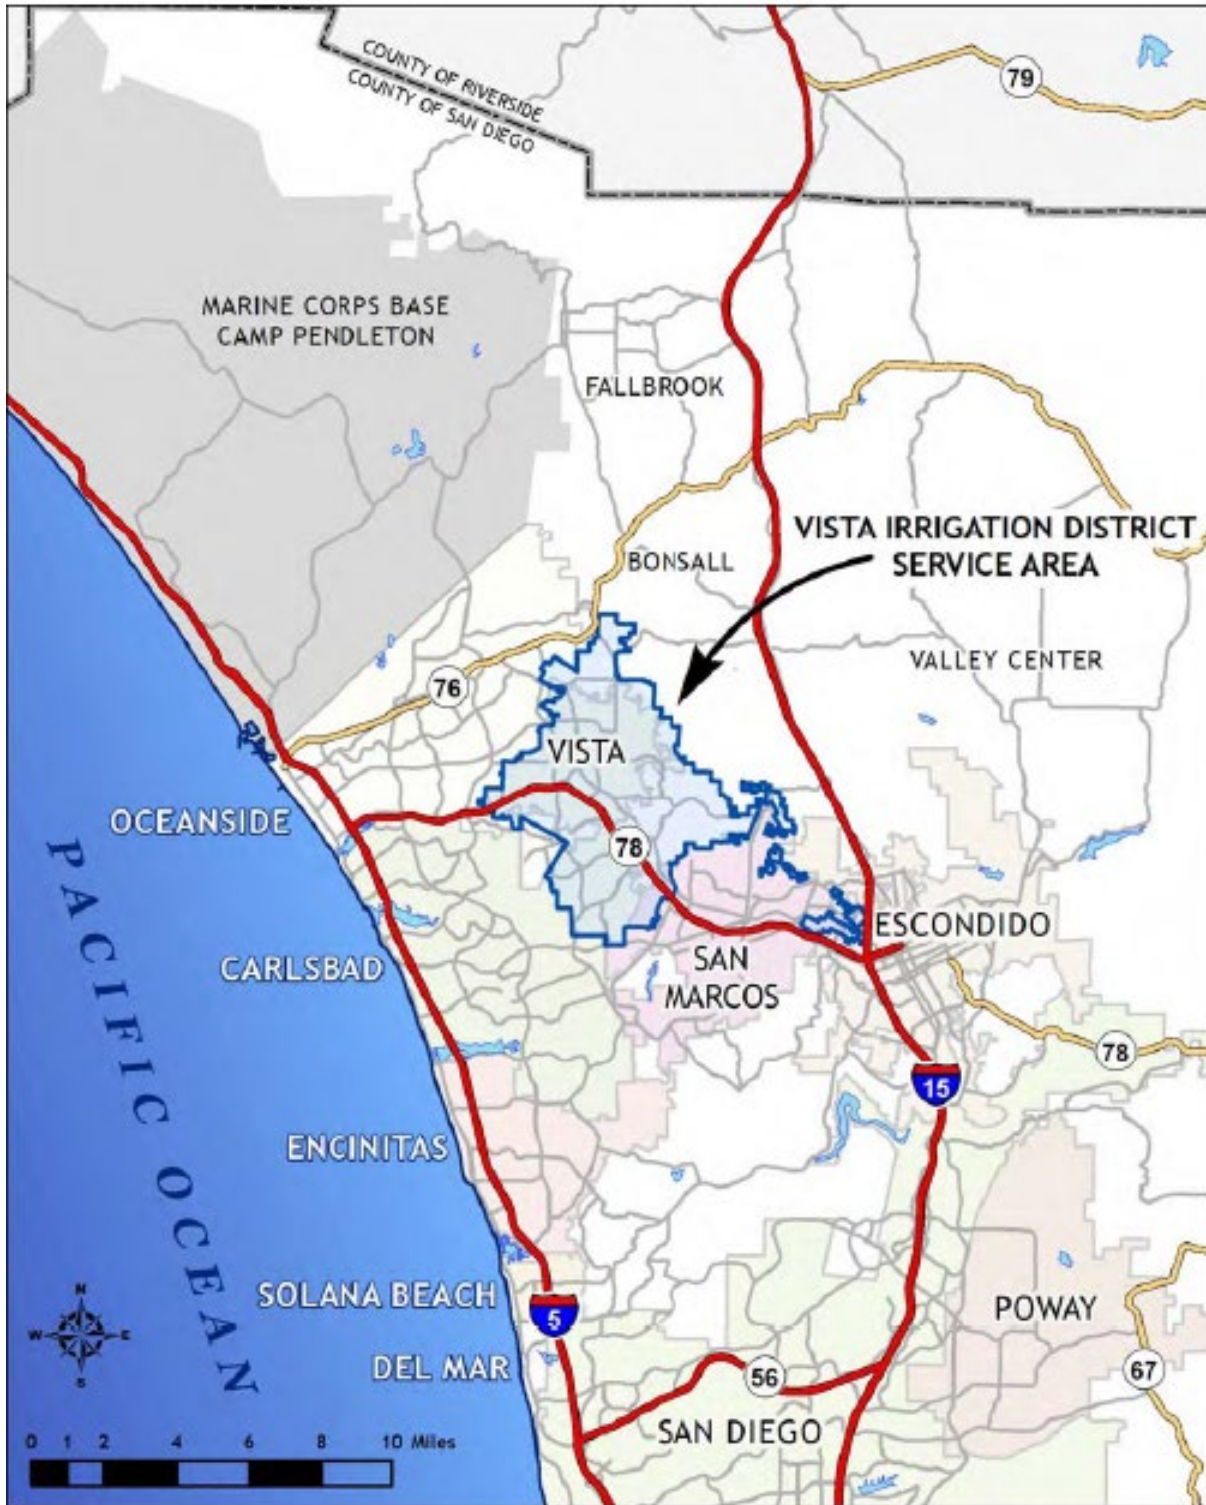 COUNTY OF RIVERSIDE
COUNTY OF SAN DIEGO
79
MARINE CORPS BASE
CAMP PENDLETON
FALLBROOK
VISTA IRRIGATION DISTRICT
SERVICE AREA
BONSALL
VALLEY CENTER
76
VISTA
OCEANSIDE
78
ESCONDIDO
SAN
MARCOS
CARLSBAD
PACIFIC OCEAN
78
15
ENCINITAS
SOLANA BEACH
5
POWAY
N
W
E
S
DEL MAR
56
67
SAN DIEGO
0 1 2 4 6 8 10 Miles